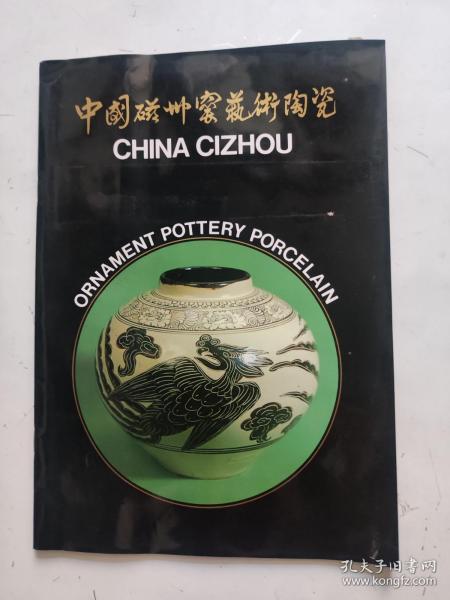 中國磁州窰藝術陶瓷
CHINA CIZHOU
ORNAMENT POTTERY PORCELAIN
孔夫子旧书网
www.kongfz.com